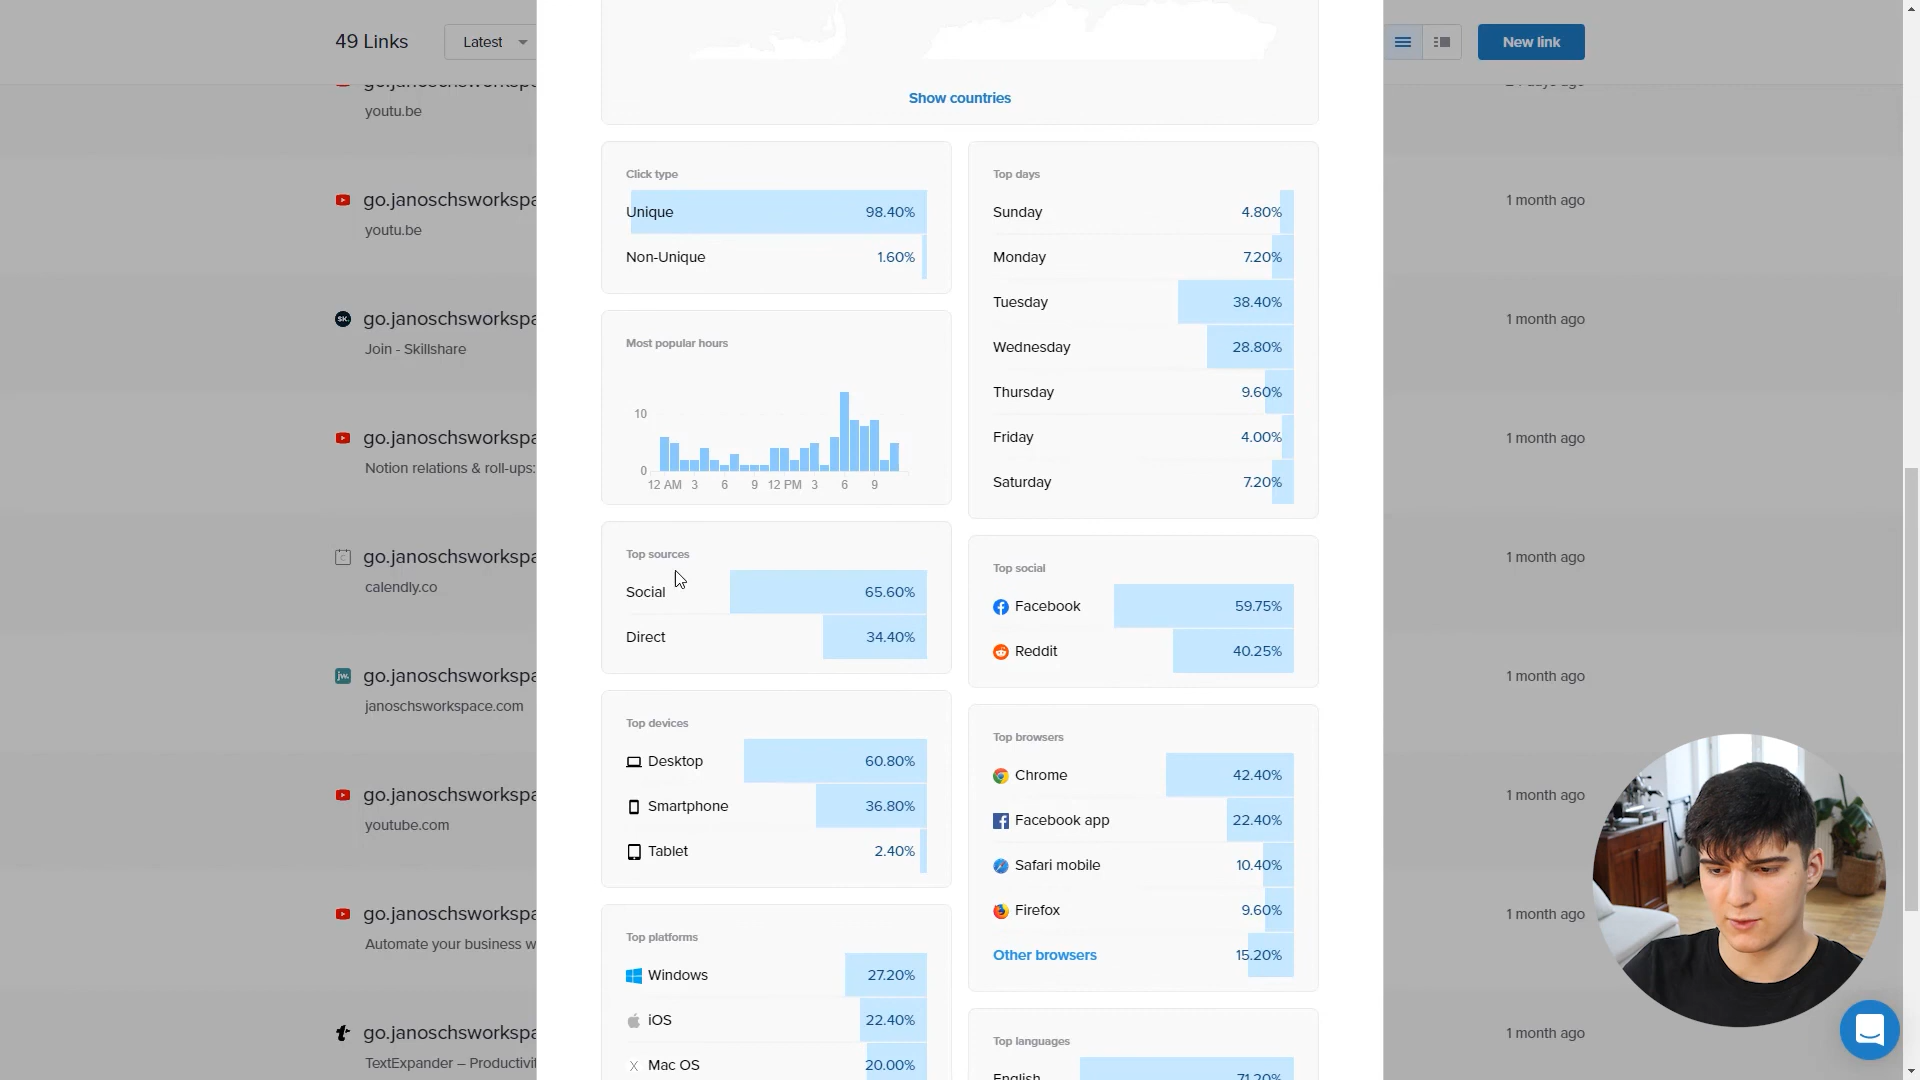 49 Links
Latest
New link
youtu.be
go.janoschsworkspa
youtu.be
1 month ago
go.janoschsworkspa
Join - Skillshare
1 month ago
go.janoschsworkspa
Notion relations & roll-ups:
1 month ago
go.janoschsworkspa
calendly.co
1 month ago
go.janoschsworkspa
janoschsworkspace.com
1 month ago
go.janoschsworkspa
youtube.com
1 month ago
go.janoschsworkspa
Automate your business w
1 month ago
go.janoschsworkspa
TextExpander – Productivit
1 month ago
Show countries
Click type
Unique 98.40%
Non-Unique 1.60%
Most popular hours
10
0
12 AM 3 6 9 12 PM 3 6 9
Top sources
Social 65.60%
Direct 34.40%
Top devices
Desktop 60.80%
Smartphone 36.80%
Tablet 2.40%
Top platforms
Windows 27.20%
iOS 22.40%
Mac OS 20.00%
Top days
Sunday 4.80%
Monday 7.20%
Tuesday 38.40%
Wednesday 28.80%
Thursday 9.60%
Friday 4.00%
Saturday 7.20%
Top social
Facebook 59.75%
Reddit 40.25%
Top browsers
Chrome 42.40%
Facebook app 22.40%
Safari mobile 10.40%
Firefox 9.60%
Other browsers 15.20%
Top languages
English 71.20%